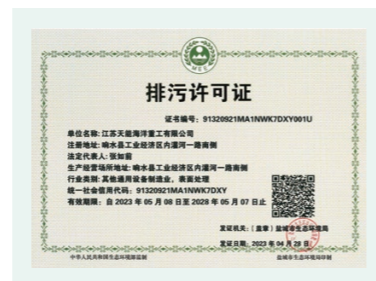 MEE
排污许可证
证书编号：91320921MA1NWK7DXY001U
单位名称：江苏天能海洋重工有限公司
注册地址：响水县工业经济区内灌河一路南侧
法定代表人：张如前
生产经营场所地址：响水县工业经济区内灌河一路南侧
行业类别：其他通用设备制造业，表面处理
统一社会信用代码：91320921MA1NWK7DXY
有效期限：自 2023 年 05 月 08 日至 2028 年 05 月 07 日止
发证机关：（盖章）盐城市生态环境局
发证日期：2023 年 04 月 28 日
中华人民共和国生态环境部监制
盐城市生态环境局印制